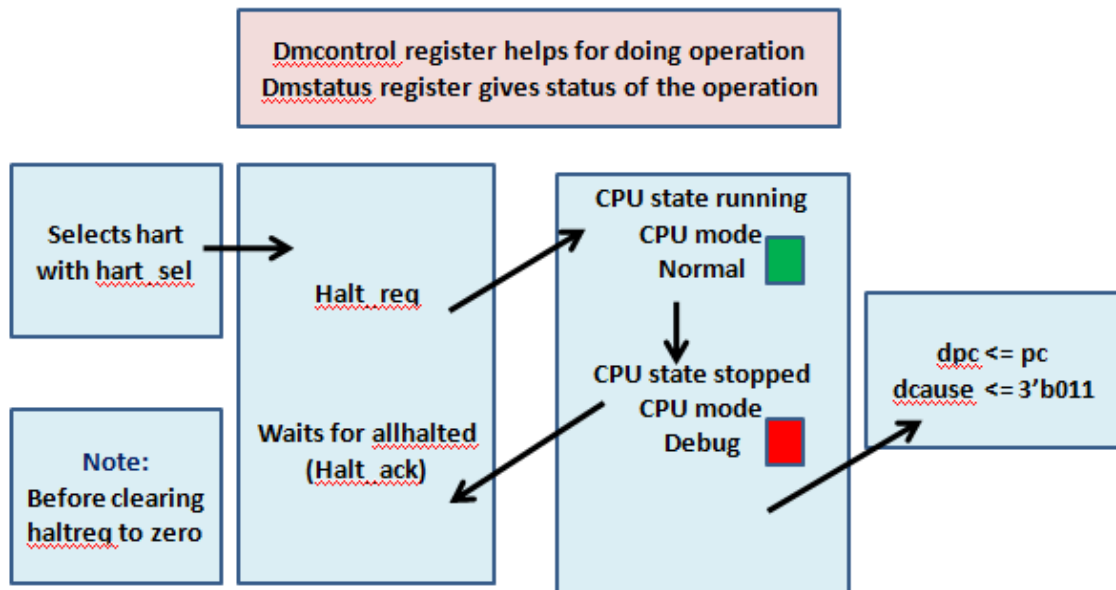 Dmcontrol register helps for doing operation
Dmstatus register gives status of the operation
Selects hart
with hart_sel
Halt_req
Waits for allhalted
(Halt_ack)
CPU state running
CPU mode
Normal
CPU state stopped
CPU mode
Debug
dpc <= pc
dcause <= 3’b011
Note:
Before clearing
haltreq to zero